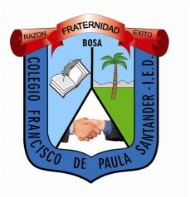 RAZON FRATERNIDAD EXITO
BOSA
COLEGIO FRANCISCO DE PAULA SANTANDER - I.E.D.